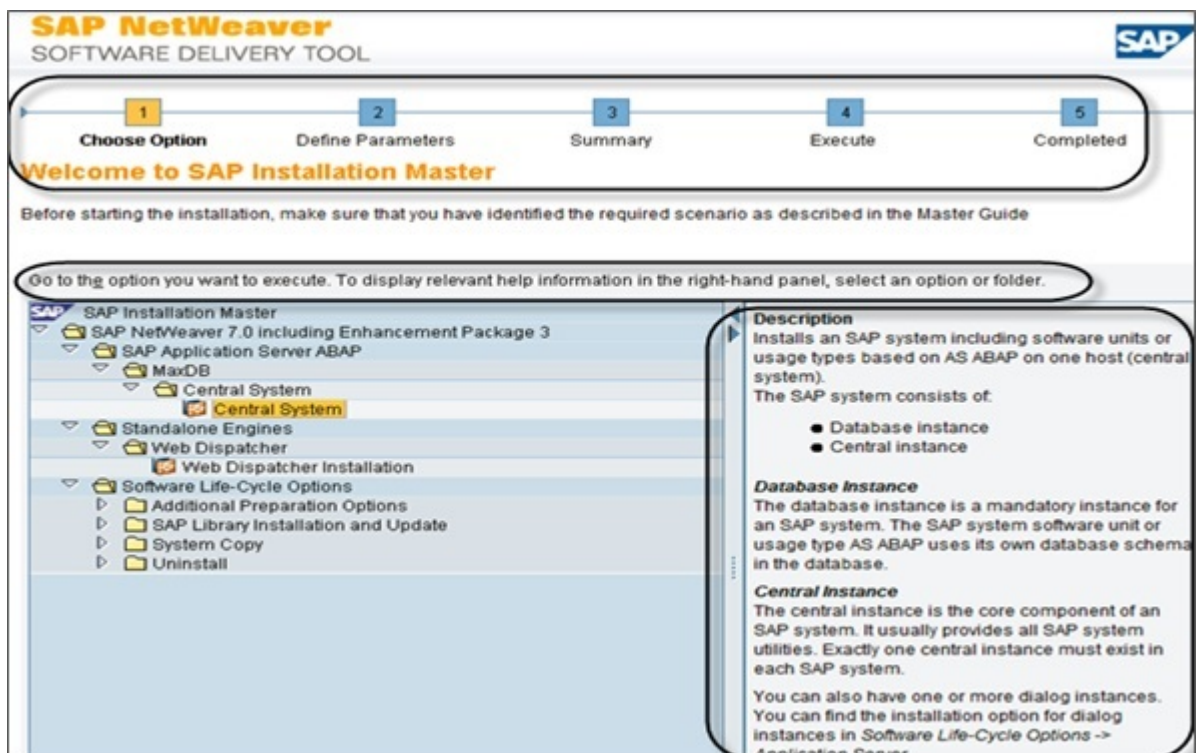 SAP NetWeaver
SOFTWARE DELIVERY TOOL
SAP
1
2
3
4
5
Choose Option
Define Parameters
Summary
Execute
Completed
Welcome to SAP Installation Master
Before starting the installation, make sure that you have identified the required scenario as described in the Master Guide
Go to the option you want to execute. To display relevant help information in the right-hand panel, select an option or folder.
SAP SAP Installation Master
SAP NetWeaver 7.0 including Enhancement Package 3
SAP Application Server ABAP
MaxDB
Central System
Central System
Standalone Engines
Web Dispatcher
Web Dispatcher Installation
Software Life-Cycle Options
Additional Preparation Options
SAP Library Installation and Update
System Copy
Uninstall
Description
Installs an SAP system including software units or
usage types based on AS ABAP on one host (central
system).
The SAP system consists of:
● Database instance
● Central instance
Database Instance
The database instance is a mandatory instance for
an SAP system. The SAP system software unit or
usage type AS ABAP uses its own database schema
in the database.
Central Instance
The central instance is the core component of an
SAP system. It usually provides all SAP system
utilities. Exactly one central instance must exist in
each SAP system.
You can also have one or more dialog instances.
You can find the installation option for dialog
instances in Software Life-Cycle Options ->
Application Server